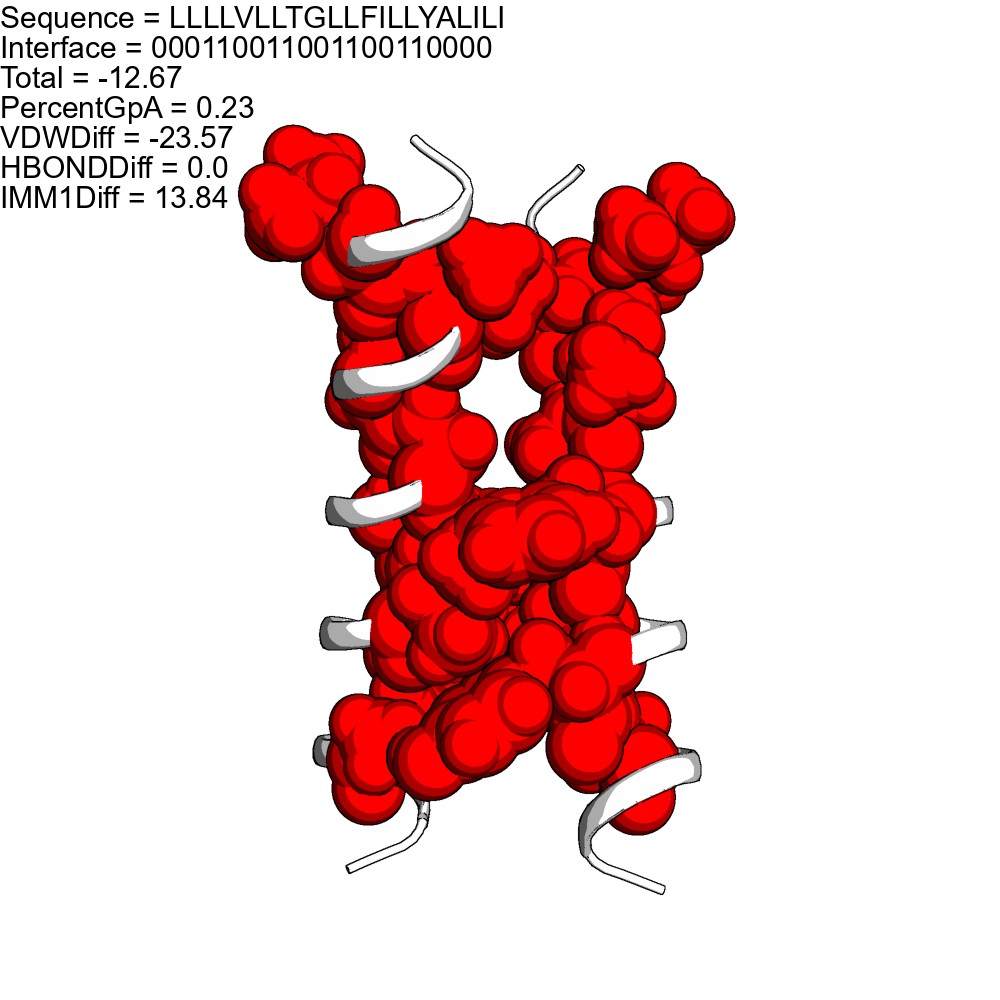 Sequence = LLLLVLLTGLLFILLYALILI
Interface = 000110011001100110000
Total = -12.67
PercentGpA = 0.23
VDWDiff = -23.57
HBONDDiff = 0.0
IMM1Diff = 13.84